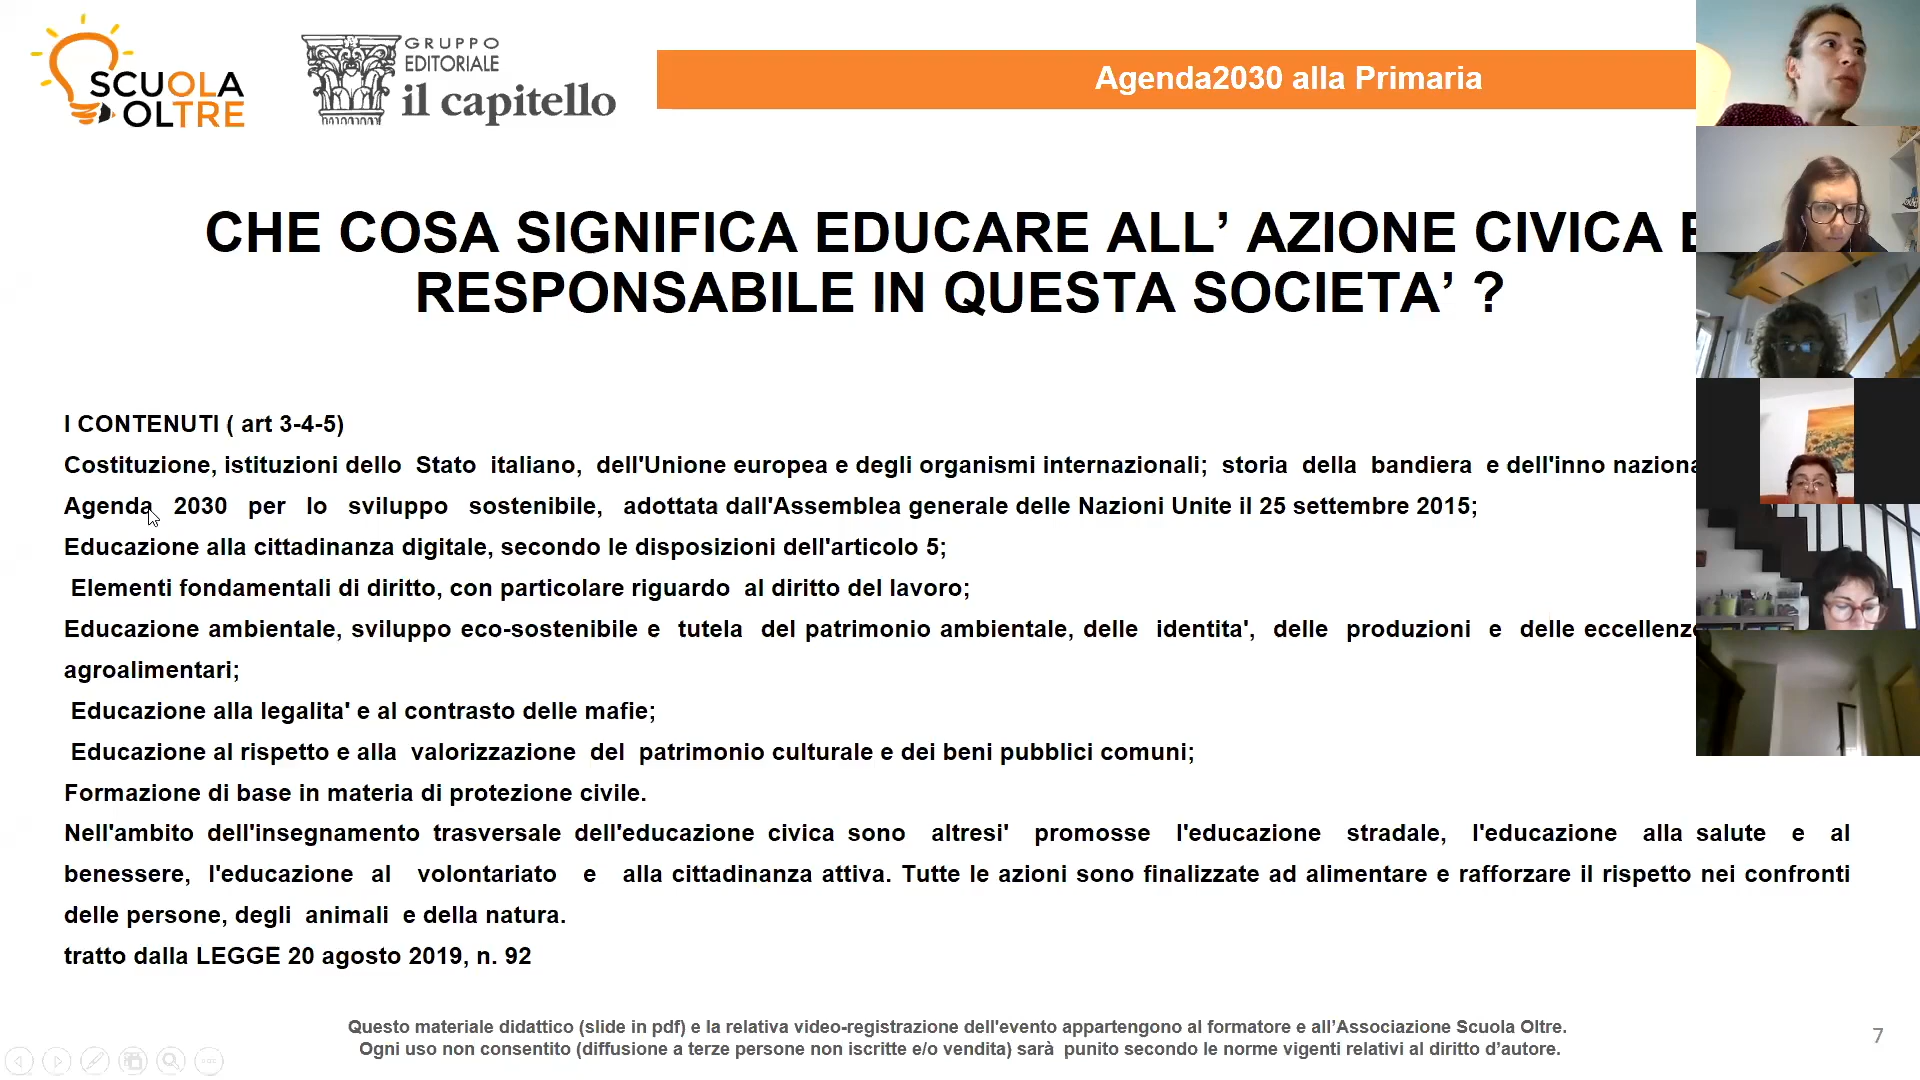 SCUOLA
OLTRE
GRUPPO
EDITORIALE
il capitello
Agenda2030 alla Primaria
CHE COSA SIGNIFICA EDUCARE ALL’ AZIONE CIVICA
RESPONSABILE IN QUESTA SOCIETA’ ?
I CONTENUTI ( art 3-4-5)
Costituzione, istituzioni dello Stato italiano, dell'Unione europea e degli organismi internazionali; storia della bandiera e dell'inno
Agenda 2030 per lo sviluppo sostenibile, adottata dall'Assemblea generale delle Nazioni Unite il 25 settembre 2015;
Educazione alla cittadinanza digitale, secondo le disposizioni dell'articolo 5;
Elementi fondamentali di diritto, con particolare riguardo al diritto del lavoro;
Educazione ambientale, sviluppo eco-sostenibile e tutela del patrimonio ambientale, delle identita', delle produzioni e delle
agroalimentari;
Educazione alla legalita' e al contrasto delle mafie;
Educazione al rispetto e alla valorizzazione del patrimonio culturale e dei beni pubblici comuni;
Formazione di base in materia di protezione civile.
Nell'ambito dell'insegnamento trasversale dell'educazione civica sono altresi' promosse l'educazione stradale, l'educazione alla salute e al
benessere, l'educazione al volontariato e alla cittadinanza attiva. Tutte le azioni sono finalizzate ad alimentare e rafforzare il rispetto nei confronti
delle persone, degli animali e della natura.
tratto dalla LEGGE 20 agosto 2019, n. 92
Questo materiale didattico (slide in pdf) e la relativa video-registrazione dell'evento appartengono al formatore e all’Associazione Scuola Oltre.
Ogni uso non consentito (diffusione a terze persone non iscritte e/o vendita) sarà punito secondo le norme vigenti relativi al diritto d’autore.
7